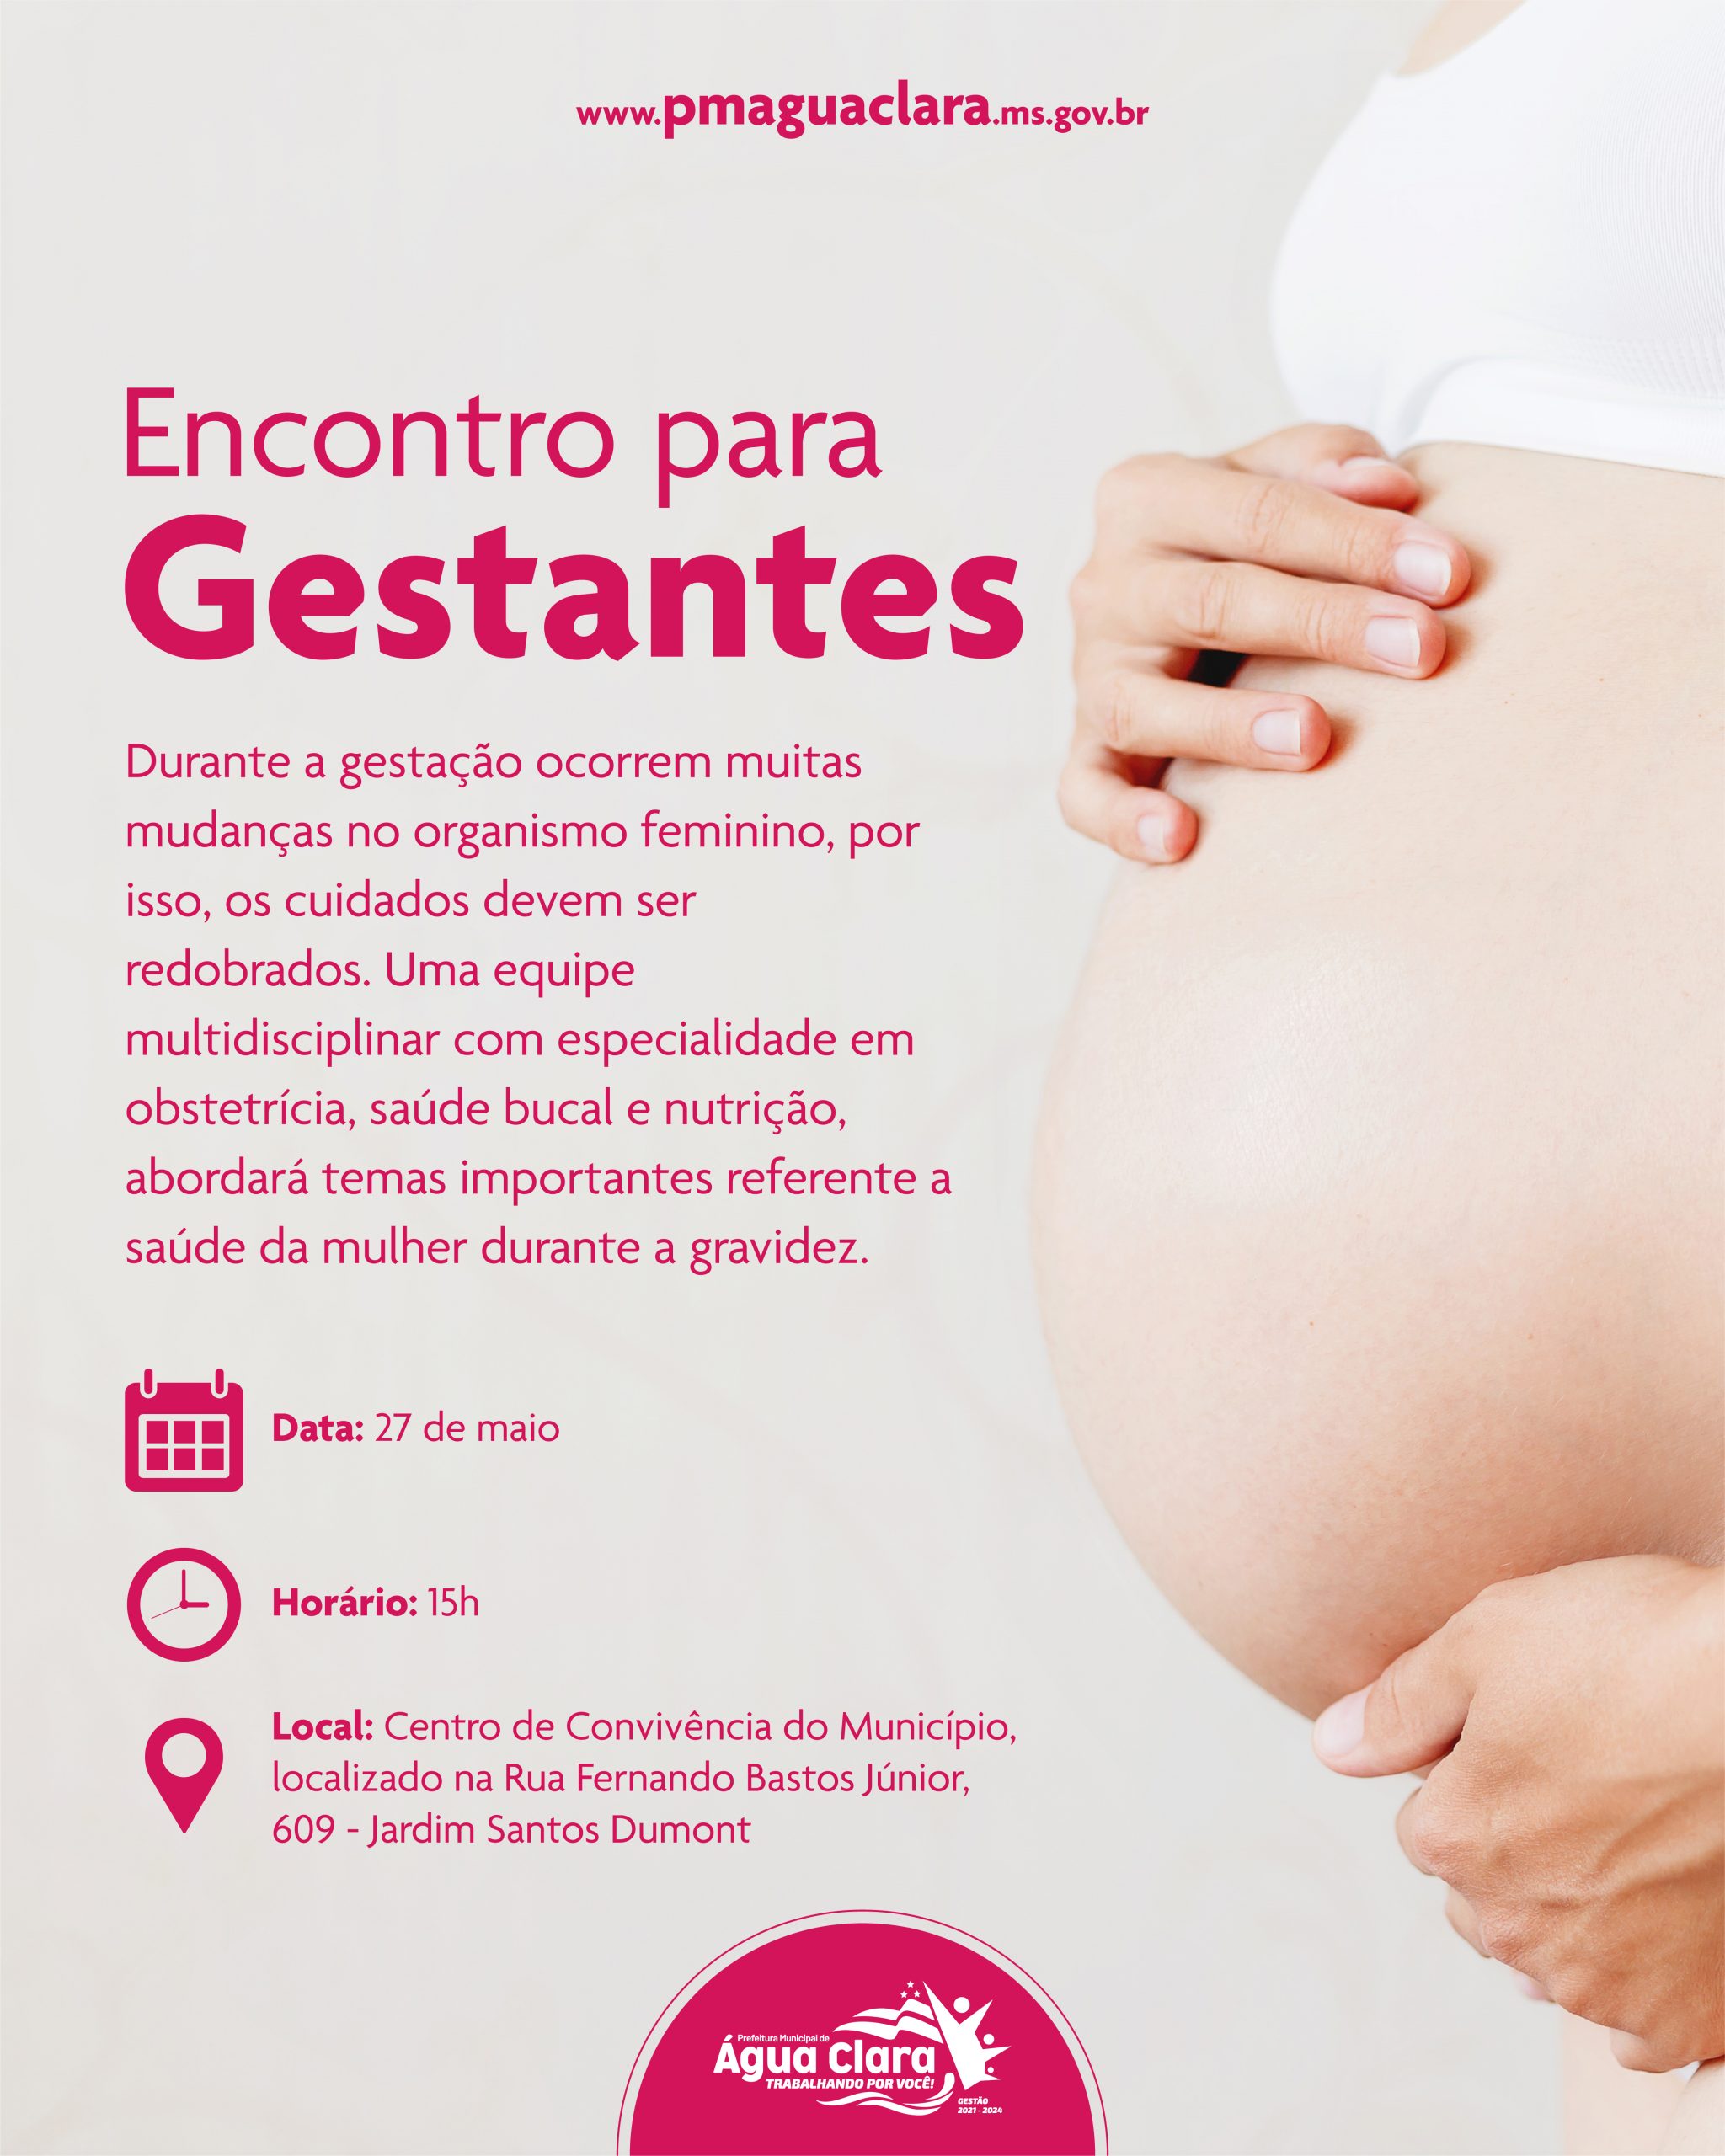 www.pmaguaclara.ms.gov.br
Encontro para
Gestantes
Durante a gestação ocorrem muitas
mudanças no organismo feminino, por
isso, os cuidados devem ser
redobrados. Uma equipe
multidisciplinar com especialidade em
obstetrícia, saúde bucal e nutrição,
abordará temas importantes referente a
saúde da mulher durante a gravidez.
Data: 27 de maio
Horário: 15h
Local: Centro de Convivência do Município,
localizado na Rua Fernando Bastos Júnior,
609 - Jardim Santos Dumont
Prefeitura Municipal de
Água Clara
TRABALHANDO POR VOCÊ!
GESTÃO
2021 - 2024